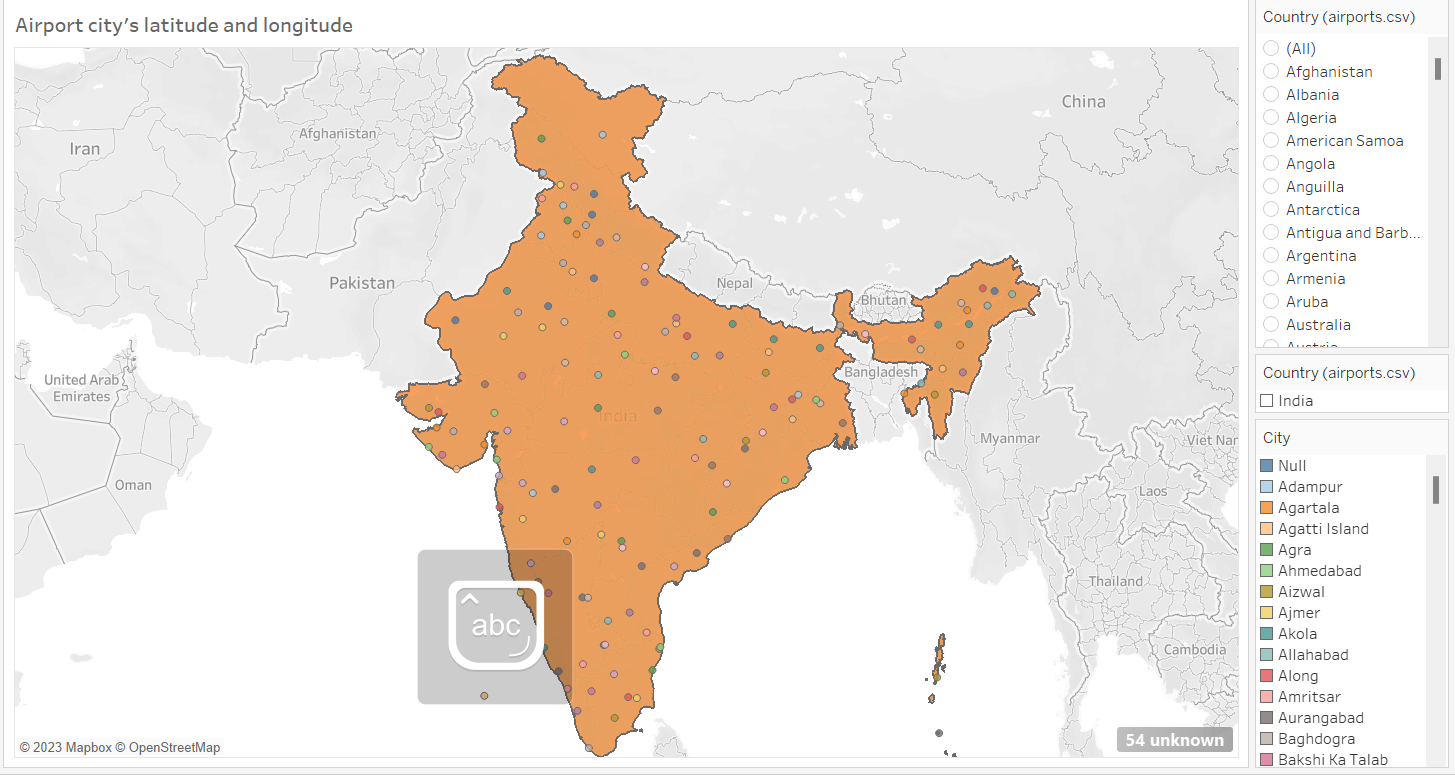 Airport city's latitude and longitude
Iran
Afghanistan
China
Pakistan
Nepal
Bhutan
United Arab
Emirates
Oman
Bangladesh
India
Myanmar
Viet Nar
Laos
Thailand
Cambodia
abc
© 2023 Mapbox © OpenStreetMap
54 unknown
Country (airports.csv)
(All)
Afghanistan
Albania
Algeria
American Samoa
Angola
Anguilla
Antarctica
Antigua and Barb...
Argentina
Armenia
Aruba
Australia
Austria
Country (airports.csv)
India
City
Null
Adampur
Agartala
Agatti Island
Agra
Ahmedabad
Aizwal
Ajmer
Akola
Allahabad
Along
Amritsar
Aurangabad
Baghdogra
Bakshi Ka Talab